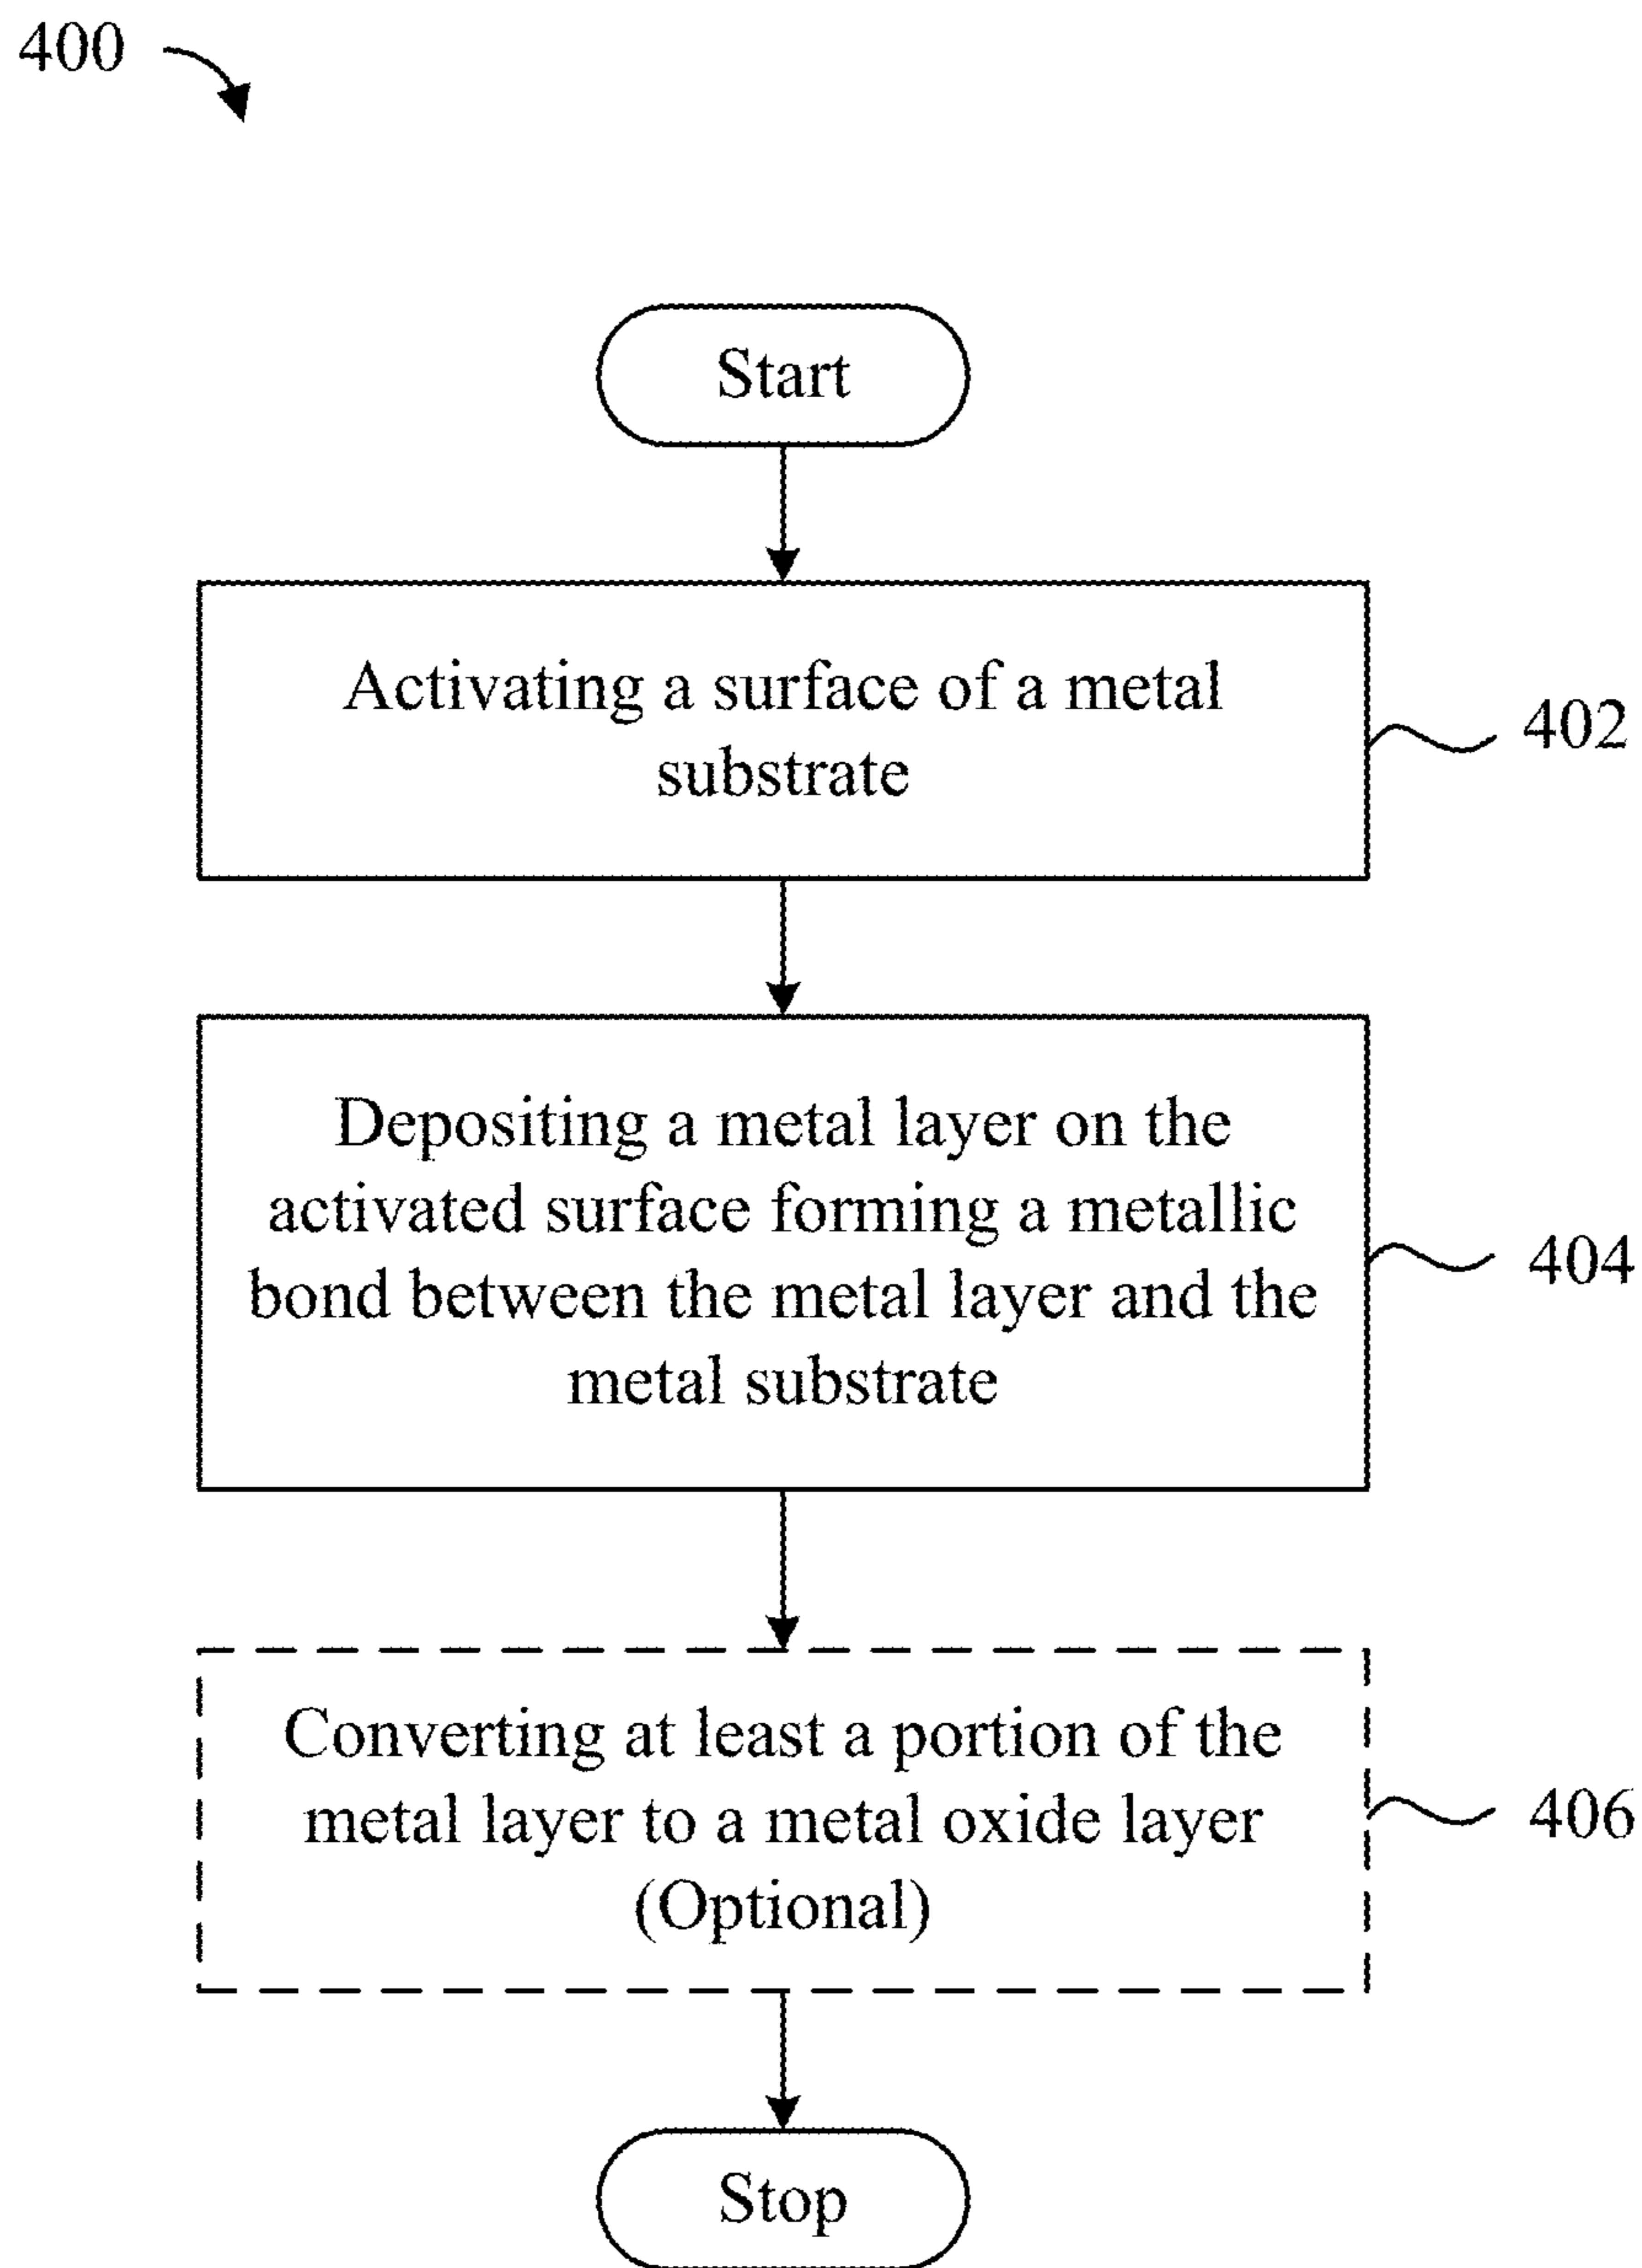 400
Start
Activating a surface of a metal
substrate
402
Depositing a metal layer on the
activated surface forming a metallic
bond between the metal layer and the
metal substrate
404
Converting at least a portion of the
metal layer to a metal oxide layer
(Optional)
406
Stop